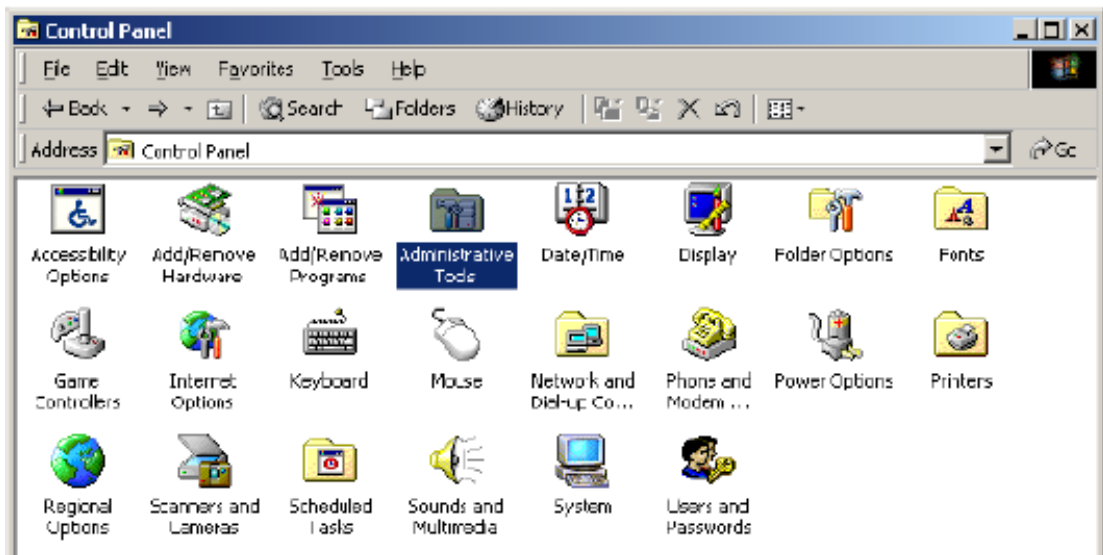 Control Panel
File Edit View Favorites Tools Help
Back Search Folders History
Address Control Panel Go
Accessibility Options
Add/Remove Hardware
Add/Remove Programs
Administrative Tools
Date/Time
Display
Folder Options
Fonts
Game Controllers
Internet Options
Keyboard
Mouse
Network and Dial-up Co...
Phone and Modem ...
Power Options
Printers
Regional Options
Scanners and Cameras
Scheduled Tasks
Sounds and Multimedia
System
Users and Passwords